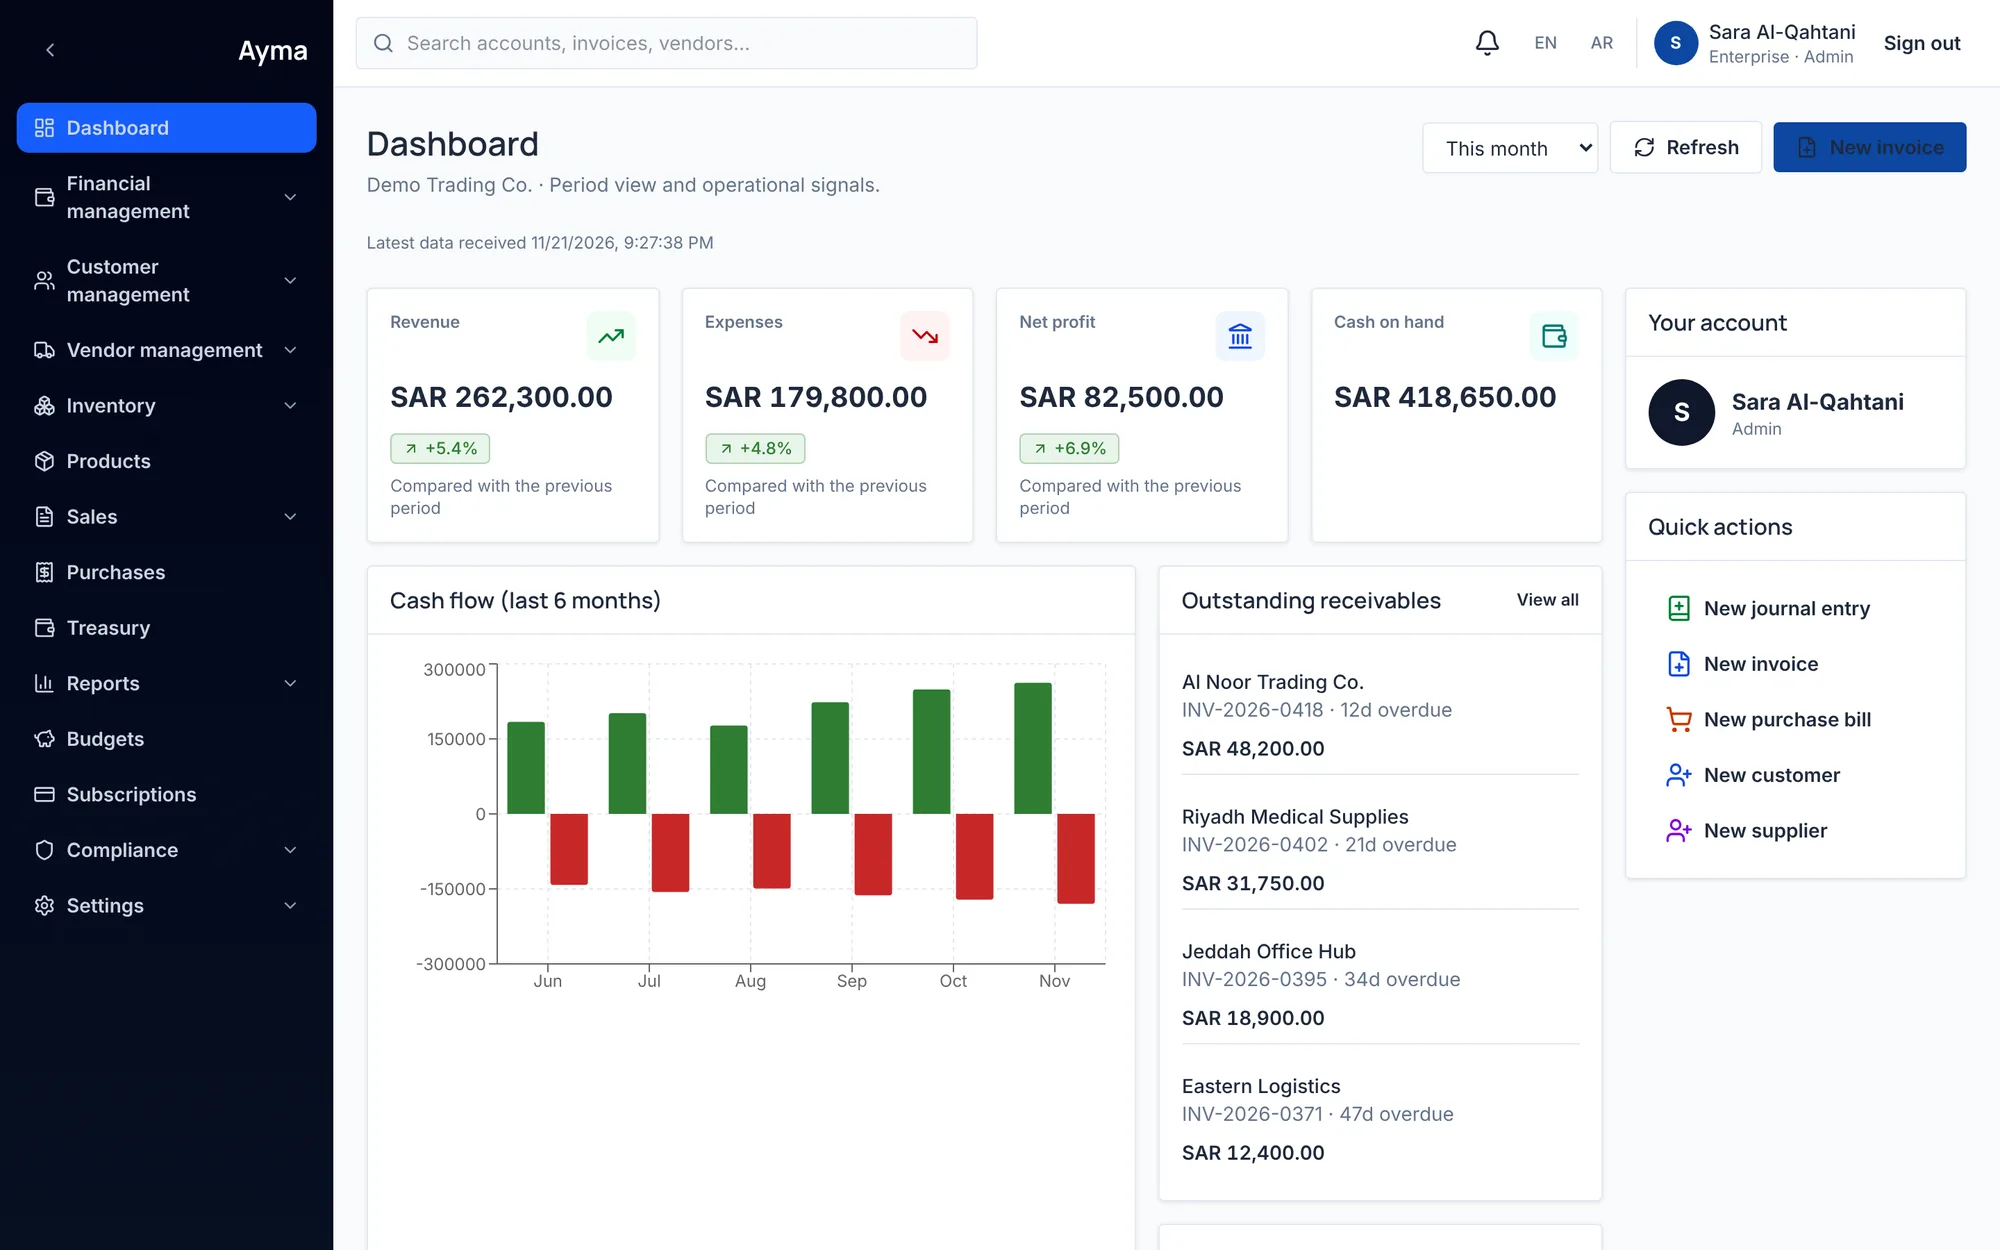 Ayma
Dashboard
Financial
management
Customer
management
Vendor management
Inventory
Products
Sales
Purchases
Treasury
Reports
Budgets
Subscriptions
Compliance
Settings
Search accounts, invoices, vendors...
EN
AR
S
Sara Al-Qahtani
Enterprise · Admin
Sign out
Dashboard
Demo Trading Co. · Period view and operational signals.
This month
Refresh
New invoice
Latest data received 11/21/2026, 9:27:38 PM
Revenue
SAR 262,300.00
+5.4%
Compared with the previous
period
Expenses
SAR 179,800.00
+4.8%
Compared with the previous
period
Net profit
SAR 82,500.00
+6.9%
Compared with the previous
period
Cash on hand
SAR 418,650.00
Cash flow (last 6 months)
300000
150000
0
-150000
-300000
Jun
Jul
Aug
Sep
Oct
Nov
Outstanding receivables
View all
Al Noor Trading Co.
INV-2026-0418 · 12d overdue
SAR 48,200.00
Riyadh Medical Supplies
INV-2026-0402 · 21d overdue
SAR 31,750.00
Jeddah Office Hub
INV-2026-0395 · 34d overdue
SAR 18,900.00
Eastern Logistics
INV-2026-0371 · 47d overdue
SAR 12,400.00
Your account
S
Sara Al-Qahtani
Admin
Quick actions
New journal entry
New invoice
New purchase bill
New customer
New supplier